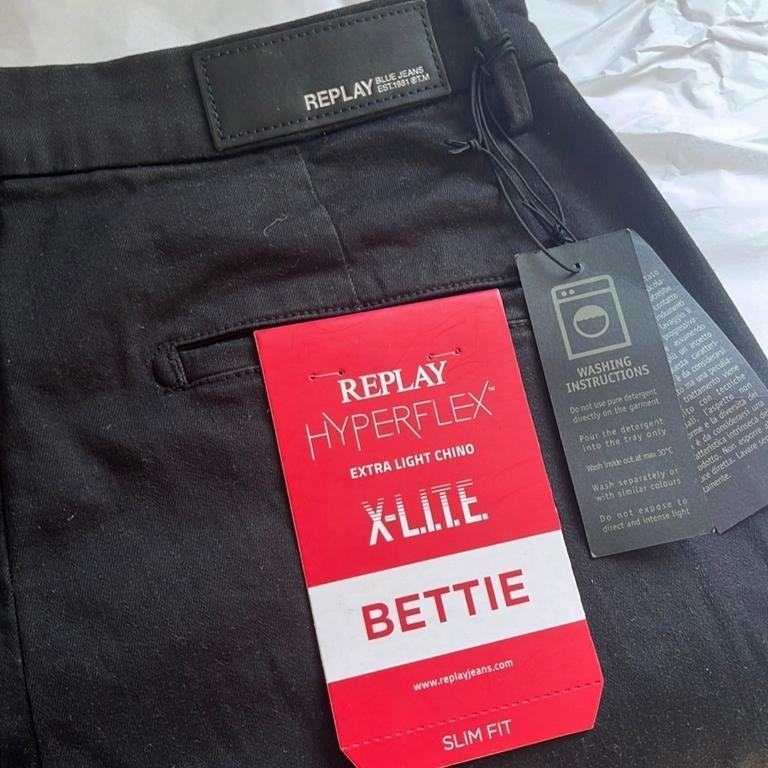 REPLAY BLUE JEANS
EST.1981 ®T.M
REPLAY
HYPERFLEX™
EXTRA LIGHT CHINO
X-L.I.T.E.
BETTIE
www.replayjeans.com
SLIM FIT
WASHING
INSTRUCTIONS
Do not use pure detergent
directly on the garment
Pour the detergent
into the tray only
Wash inside out at max 30°C
Wash separately or
with similar colours
Do not expose to
direct and intense light